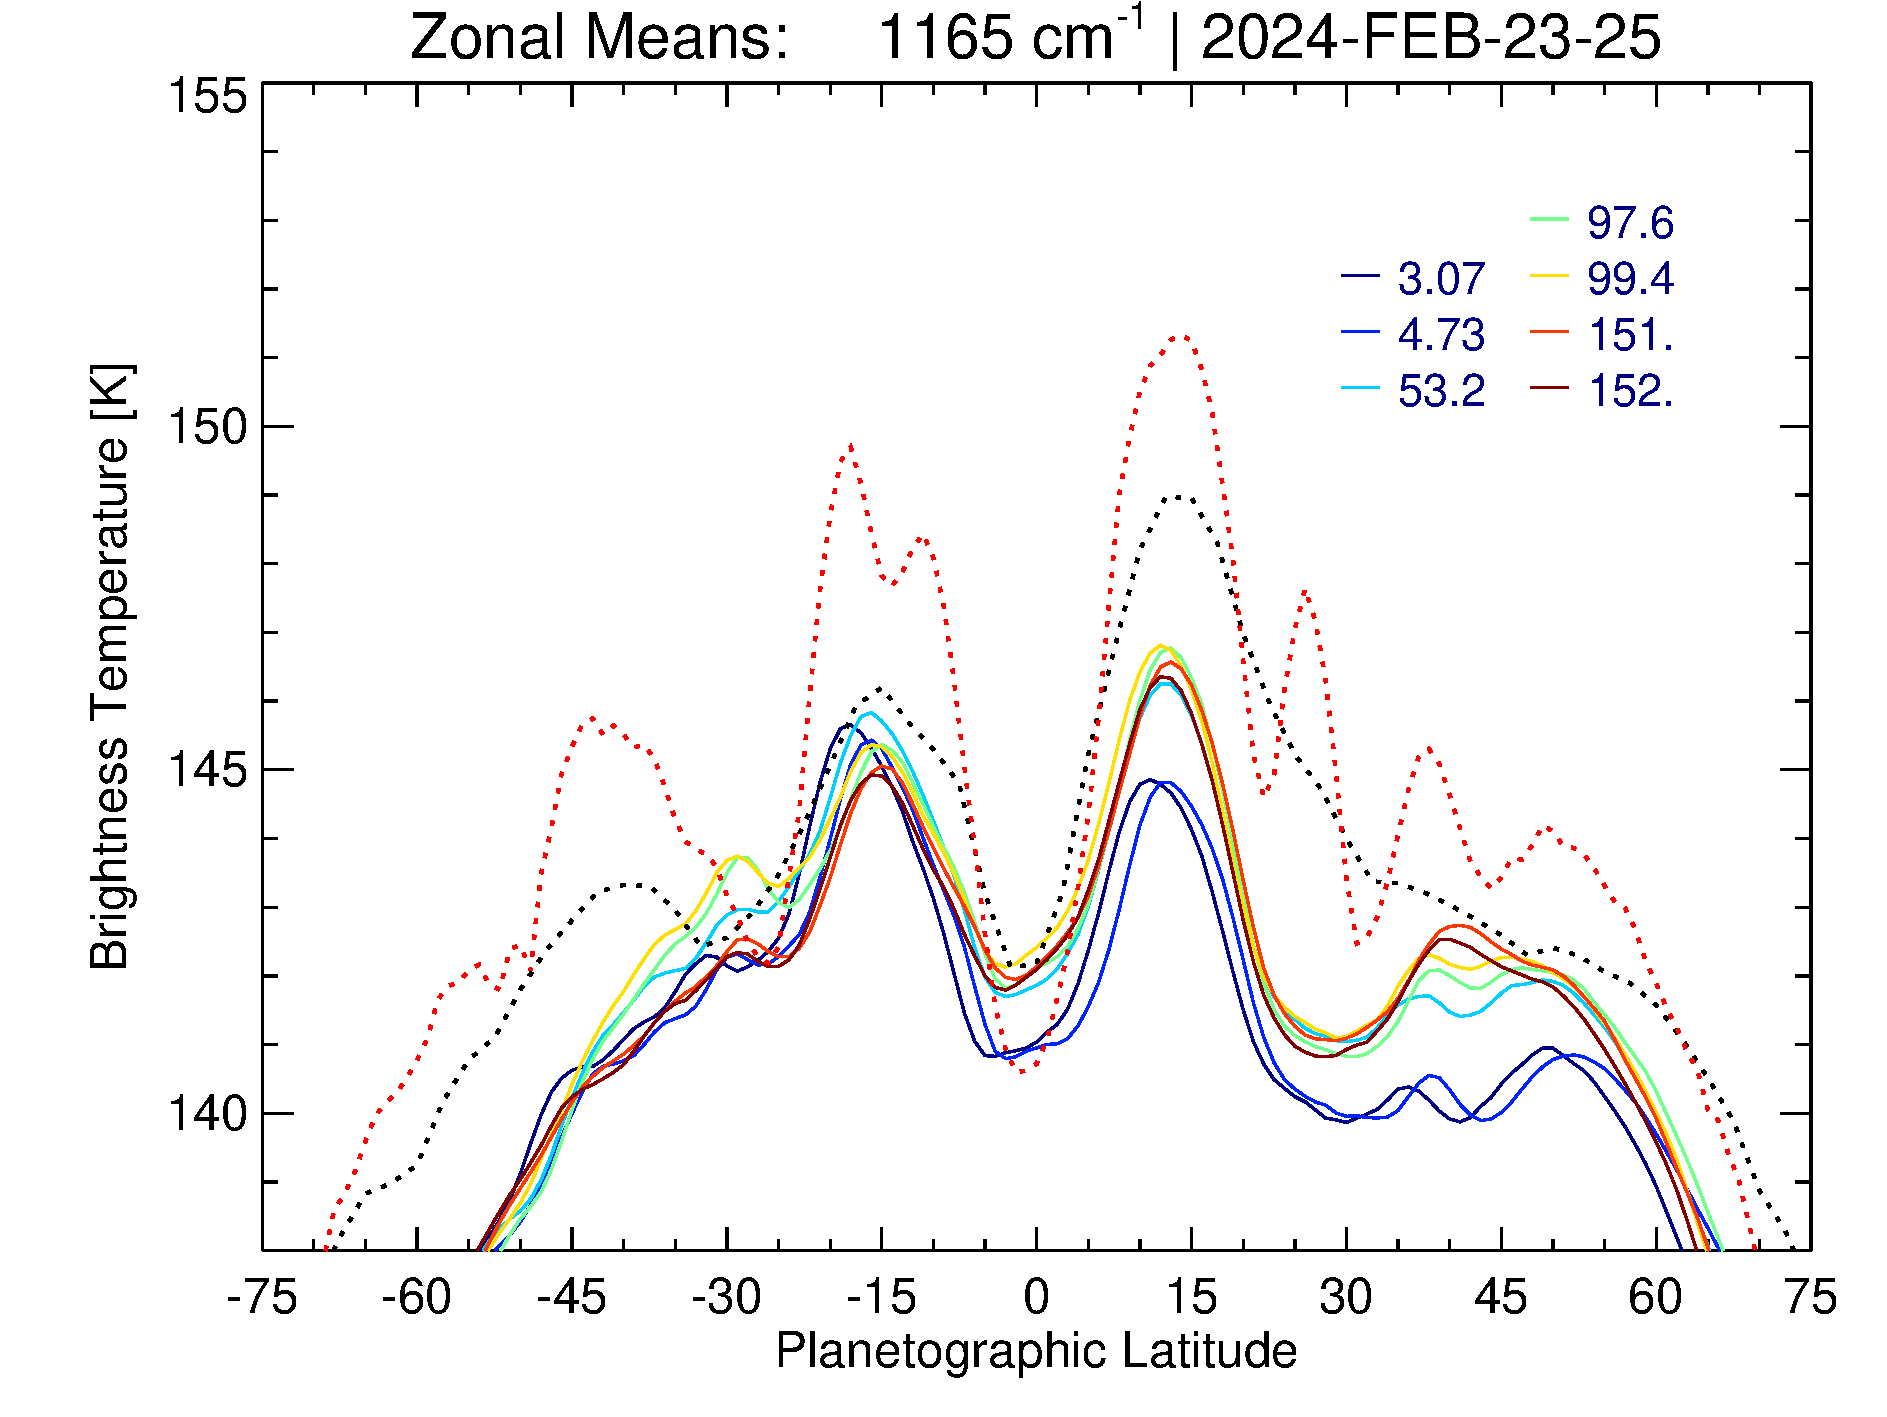 Zonal Means: 1165 cm-1 | 2024-FEB-23-25
155
150
145
140
Brightness Temperature [K]
97.6
3.07 99.4
4.73 151.
53.2 152.
-75 -60 -45 -30 -15 0 15 30 45 60 75
Planetographic Latitude